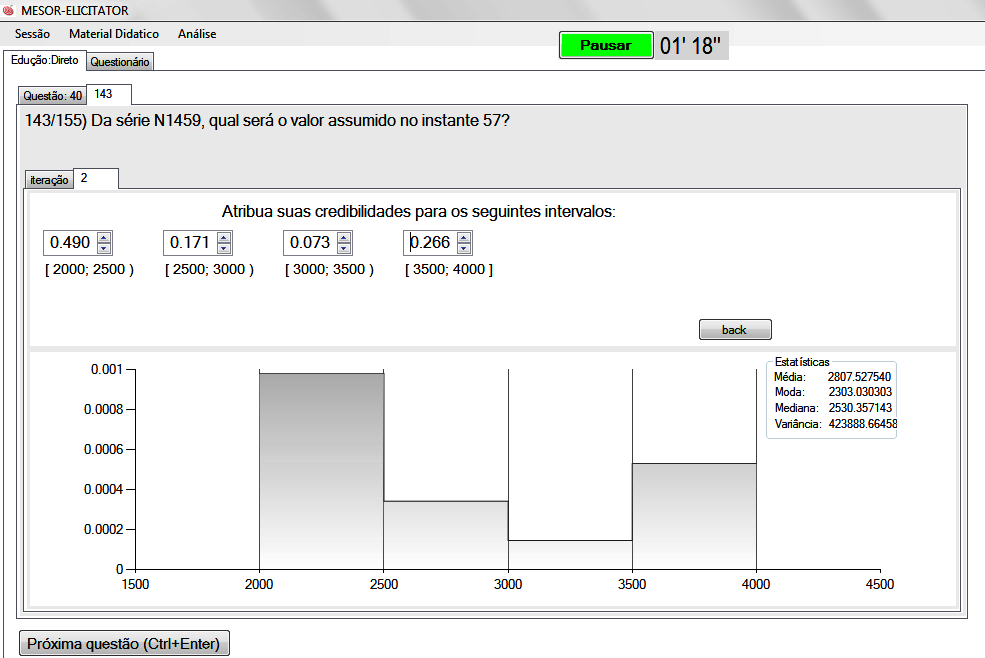 MESOR-ELICITATOR
Sessão Material Didatico Análise
Pausar 01' 18''
Edução:Direto Questionário
Questão: 40 143
143/155) Da série N1459, qual será o valor assumido no instante 57?
iteração 2
Atribua suas credibilidades para os seguintes intervalos:
0.490 0.171 0.073 0.266
[ 2000; 2500 ) [ 2500; 3000 ) [ 3000; 3500 ) [ 3500; 4000 ]
back
Estatísticas
Média: 2807.527540
Moda: 2303.030303
Mediana: 2530.357143
Variância: 423888.66458
0.001
0.0008
0.0006
0.0004
0.0002
0
1500 2000 2500 3000 3500 4000 4500
Próxima questão (Ctrl+Enter)